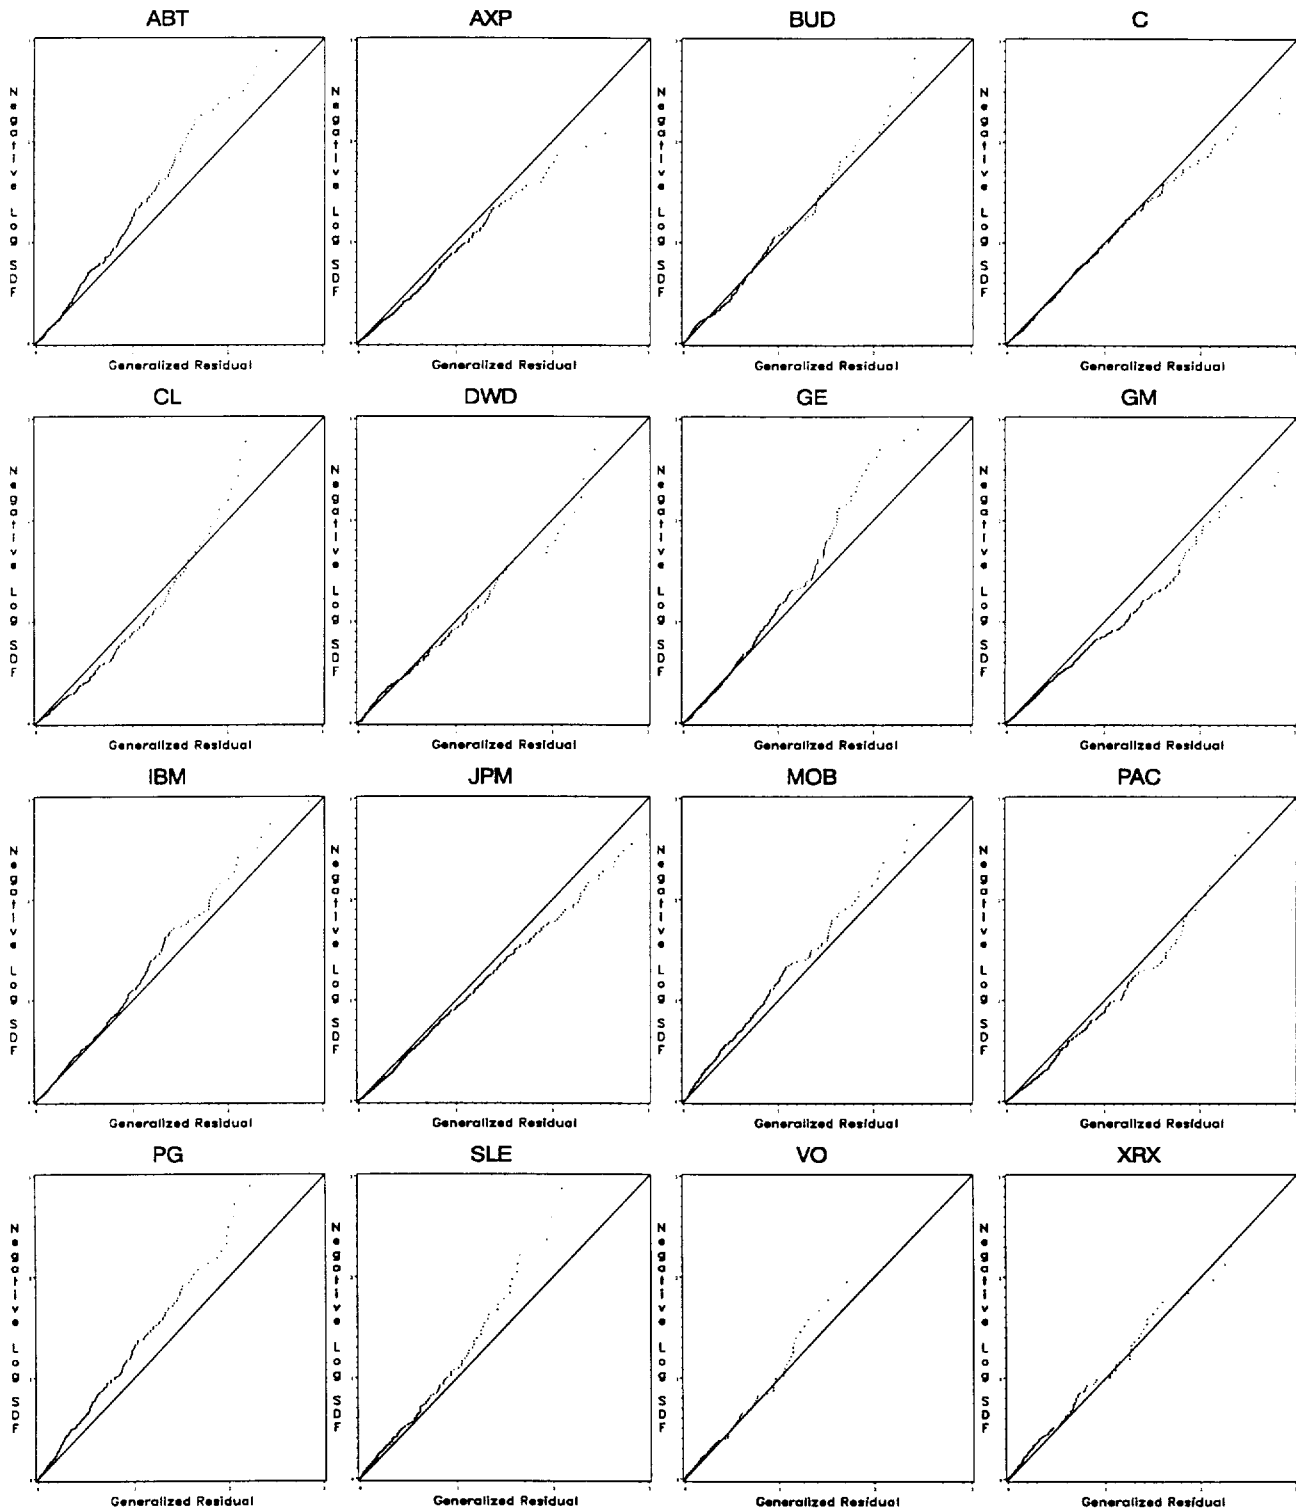 ABT AXP BUD C
Negative Log SDF Negative Log SDF Negative Log SDF Negative Log SDF
Generalized Residual Generalized Residual Generalized Residual Generalized Residual
CL DWD GE GM
Negative Log SDF Negative Log SDF Negative Log SDF Negative Log SDF
Generalized Residual Generalized Residual Generalized Residual Generalized Residual
IBM JPM MOB PAC
Negative Log SDF Negative Log SDF Negative Log SDF Negative Log SDF
Generalized Residual Generalized Residual Generalized Residual Generalized Residual
PG SLE VO XRX
Negative Log SDF Negative Log SDF Negative Log SDF Negative Log SDF
Generalized Residual Generalized Residual Generalized Residual Generalized Residual